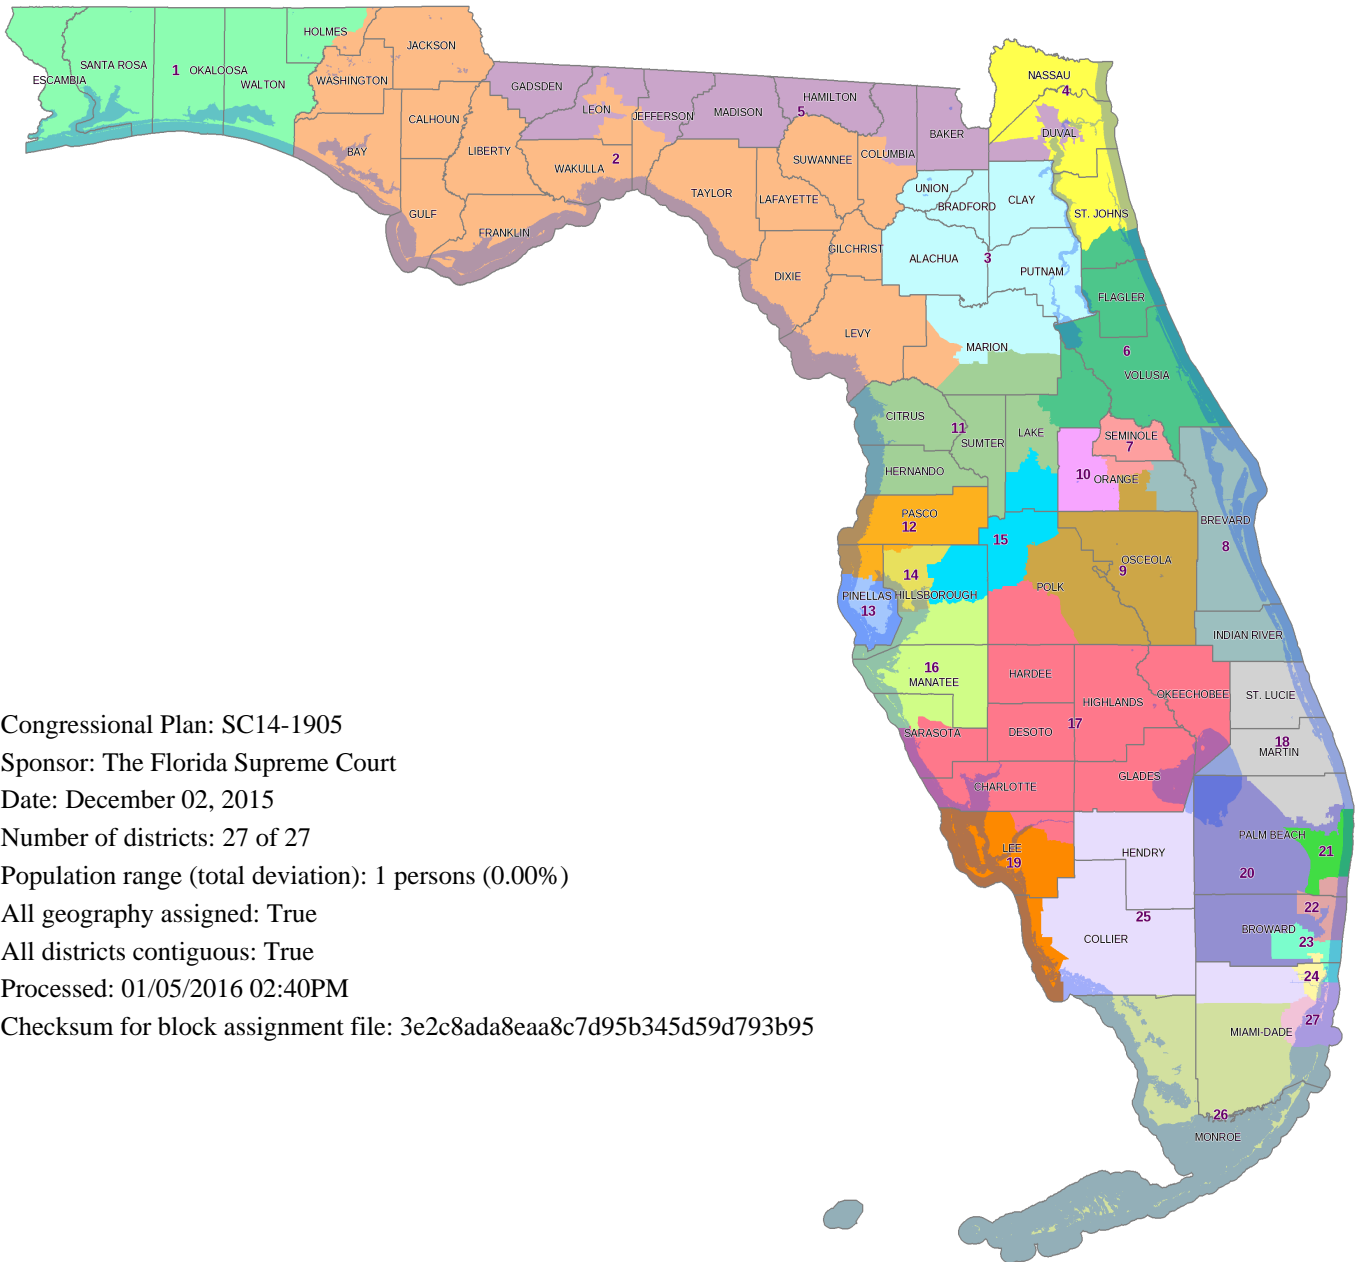 HOLMES
JACKSON
SANTA ROSA
1
OKALOOSA
ESCAMBIA
WALTON
WASHINGTON
GADSDEN
LEON
JEFFERSON
MADISON
HAMILTON
5
NASSAU
4
DUVAL
BAKER
CALHOUN
BAY
LIBERTY
WAKULLA
2
SUWANNEE
COLUMBIA
TAYLOR
LAFAYETTE
UNION
BRADFORD
CLAY
ST. JOHNS
GULF
FRANKLIN
GILCHRIST
ALACHUA
3
PUTNAM
DIXIE
FLAGLER
LEVY
MARION
6
VOLUSIA
CITRUS
11
SUMTER
LAKE
SEMINOLE
7
HERNANDO
10
ORANGE
PASCO
12
BREVARD
8
15
14
OSCEOLA
9
POLK
PINELLAS
HILLSBOROUGH
13
INDIAN RIVER
16
MANATEE
HARDEE
HIGHLANDS
OKEECHOBEE
ST. LUCIE
17
SARASOTA
DESOTO
18
MARTIN
CHARLOTTE
GLADES
PALM BEACH
21
LEE
19
HENDRY
20
22
25
COLLIER
BROWARD
23
24
27
MIAMI-DADE
26
MONROE
Congressional Plan: SC14-1905
Sponsor: The Florida Supreme Court
Date: December 02, 2015
Number of districts: 27 of 27
Population range (total deviation): 1 persons (0.00%)
All geography assigned: True
All districts contiguous: True
Processed: 01/05/2016 02:40PM
Checksum for block assignment file: 3e2c8ada8eaa8c7d95b345d59d793b95